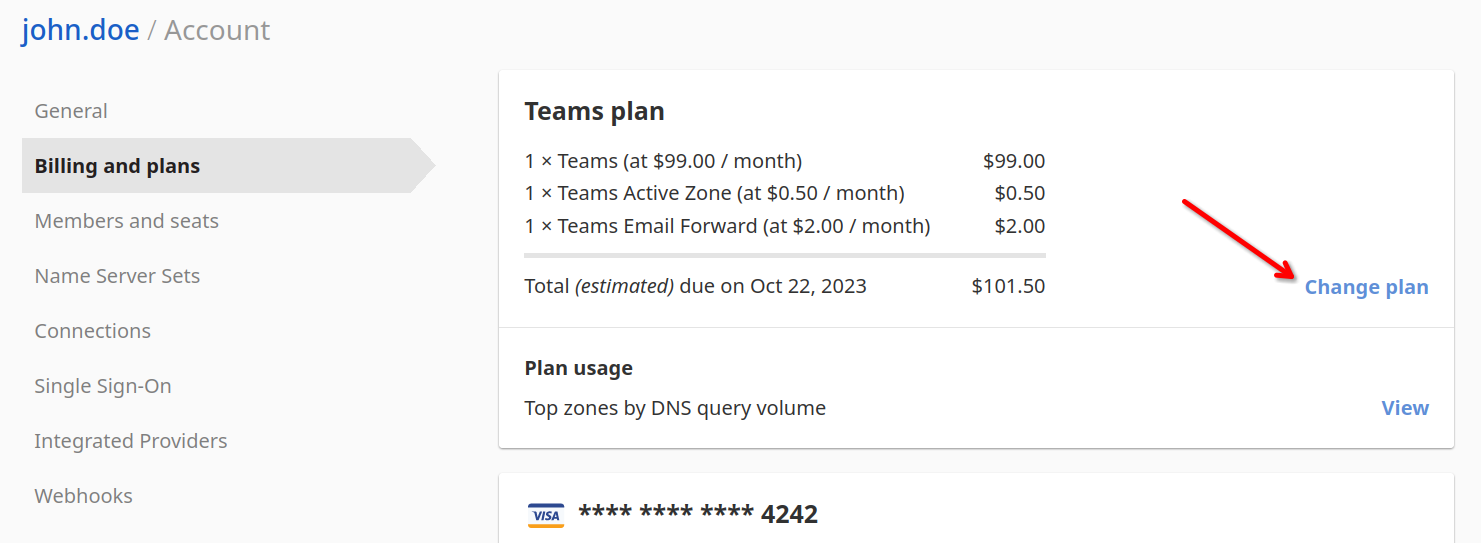 john.doe / Account
General
Billing and plans
Members and seats
Name Server Sets
Connections
Single Sign-On
Integrated Providers
Webhooks
Teams plan
1 × Teams (at $99.00 / month) $99.00
1 × Teams Active Zone (at $0.50 / month) $0.50
1 × Teams Email Forward (at $2.00 / month) $2.00
Total (estimated) due on Oct 22, 2023 $101.50 Change plan
Plan usage
Top zones by DNS query volume View
VISA **** **** **** 4242